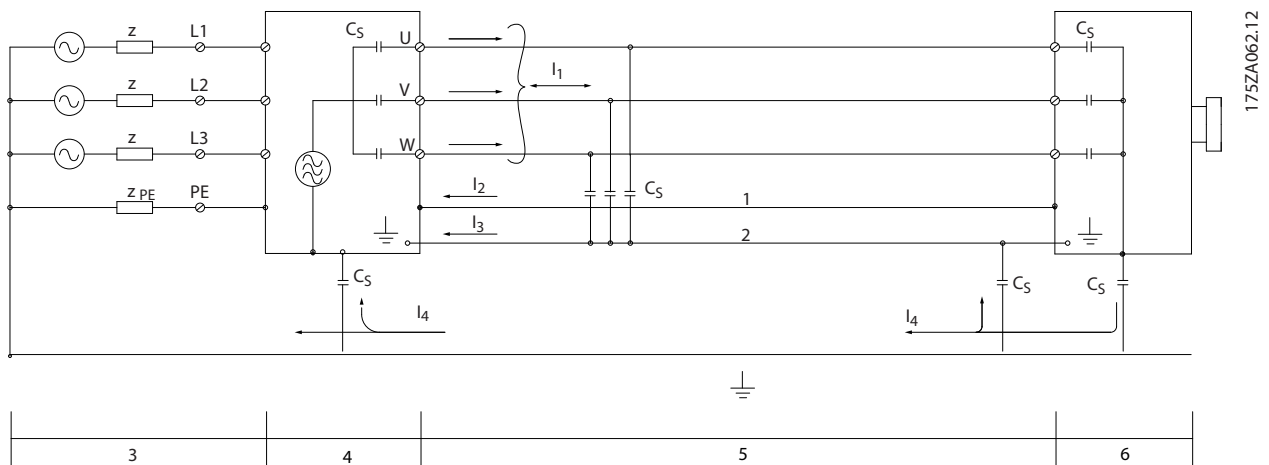 z L1 C_S U C_S
I_1
z L2 V
z L3 W
z_PE PE I_2 C_S 1
I_3 2
C_S C_S C_S
I_4 I_4
3 4 5 6
175ZA062.12